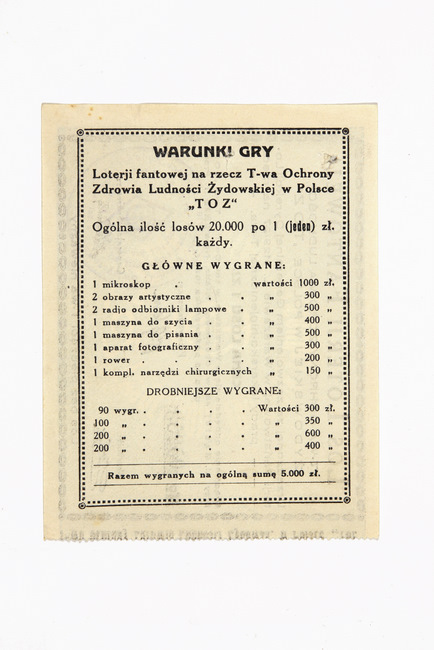 WARUNKI GRY
Loterji fantowej na rzecz T-wa Ochrony
Zdrowia Ludności Żydowskiej w Polsce
„TOZ“
Ogólna ilość losów 20.000 po 1 (jeden) zł.
każdy.
GŁÓWNE WYGRANE:
1 mikroskop . wartości 1000 zł.
2 obrazy artystyczne . . „ 300 „
2 radjo odbiorniki lampowe . „ 500 „
1 maszyna do szycia . . „ 400 „
1 maszyna do pisania . . „ 500 „
1 aparat fotograficzny . . „ 300 „
1 rower . . . . „ 200 „
1 kompl. narzędzi chirurgicznych „ 150 „
DROBNIEJSZE WYGRANE:
90 wygr. . . . . Wartości 300 zł.
100 „ . . . . „ 350 „
200 „ . . . . „ 600 „
200 „ . . . . „ 400 „
Razem wygranych na ogólną sumę 5.000 zł.